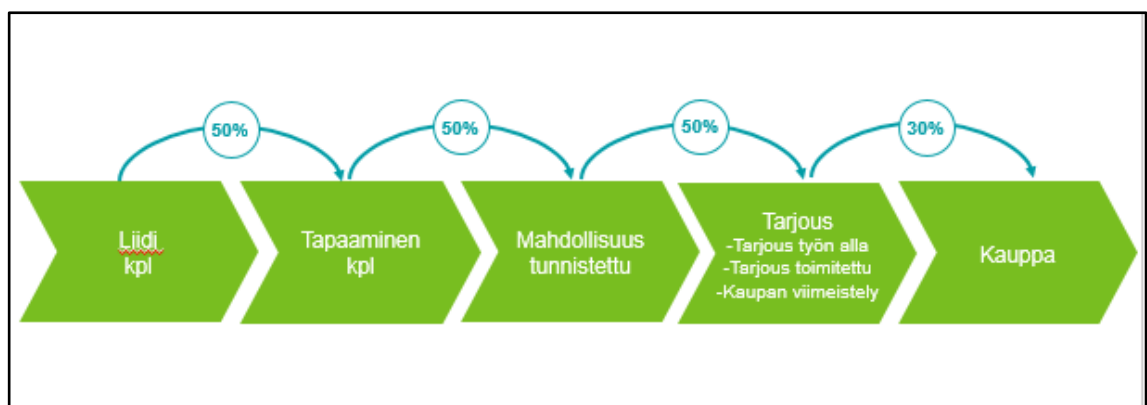 50%
50%
50%
30%
Liidi
kpl
Tapaaminen
kpl
Mahdollisuus
tunnistettu
Tarjous
-Tarjous työn alla
-Tarjous toimitettu
-Kaupan viimeistely
Kauppa